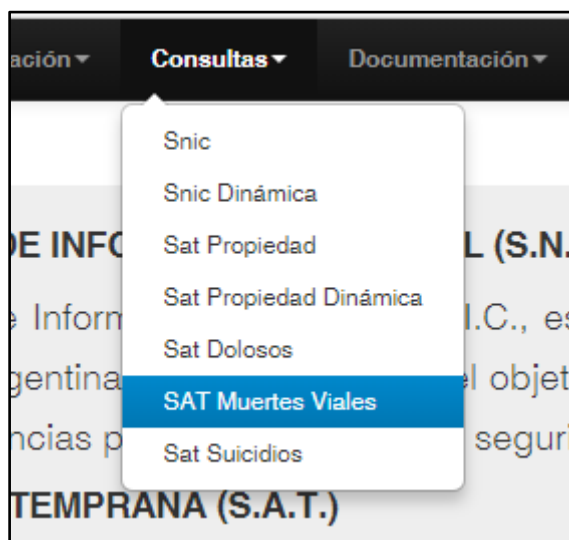 ación Consultas Documentación
Snic
Snic Dinámica
Sat Propiedad
Sat Propiedad Dinámica
Sat Dolosos
SAT Muertes Viales
Sat Suicidios
DE INFO L (S.N.
e Inform I.C., es
gentina el objet
ncias p seguri
TEMPRANA (S.A.T.)